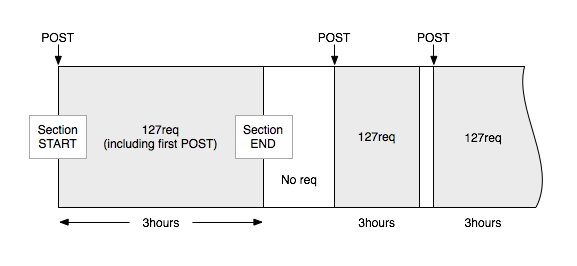 POST
POST
POST
Section
START
127req
(including first POST)
Section
END
No req
127req
127req
3hours
3hours
3hours